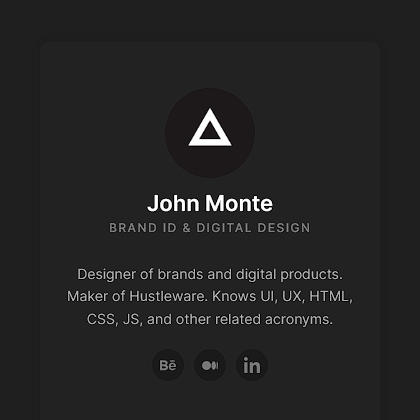 John Monte
BRAND ID & DIGITAL DESIGN
Designer of brands and digital products.
Maker of Hustleware. Knows UI, UX, HTML,
CSS, JS, and other related acronyms.
Bē
in